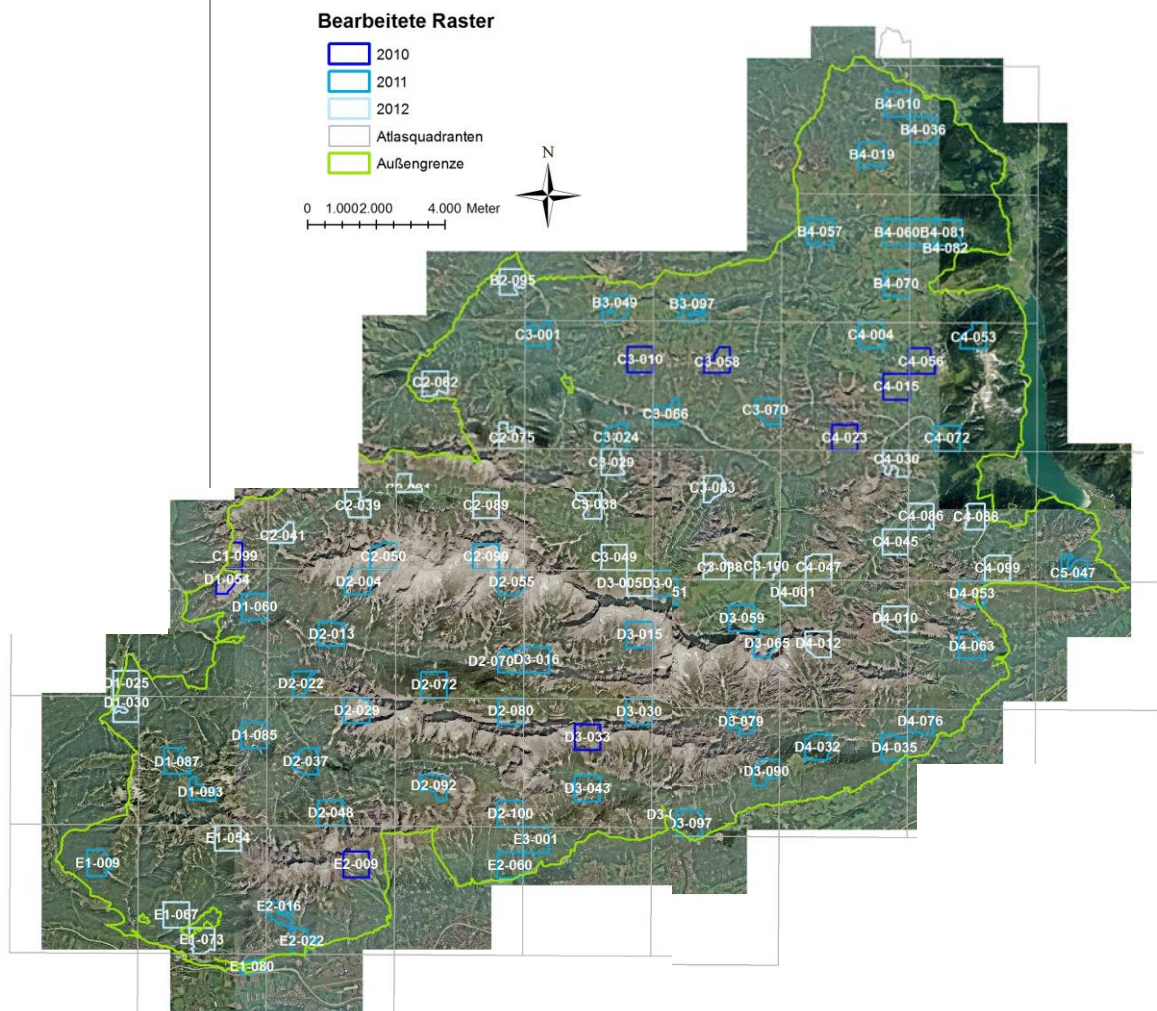 Bearbeitete Raster
2010
2011
2012
Atlasquadranten
Außengrenze
N
0 1.000 2.000 4.000 Meter
B4-010
B4-036
B4-019
B4-057
B4-060 B4-081
B4-082
B4-070
B2-095
B3-049
B3-097
C3-001
C4-004
C4-053
C3-010
C3-058
C4-056
C4-015
C2-062
C3-066
C3-070
C2-075
C3-024
C4-023
C4-072
C3-029
C4-030
C3-083
C2-039
C2-089
C3-038
C4-086
C4-088
C2-041
C4-045
C1-099
C2-050
C2-099
C3-049
C3-098
C3-100
C4-047
C4-099
C5-047
D1-054
D2-004
D2-055
D3-005
D4-001
D4-053
D1-060
D3-059
D4-010
D2-013
D3-015
D3-065
D4-012
D4-063
D2-070
D3-016
D1-025
D2-022
D2-072
D1-030
D2-029
D2-080
D3-030
D3-079
D4-076
D1-085
D3-033
D4-032
D4-035
D1-087
D2-037
D3-090
D1-093
D2-092
D3-043
D2-048
D2-100
D3-097
E1-054
E3-001
E1-009
E2-009
E2-060
E1-067
E2-016
E1-073
E2-022
E1-080